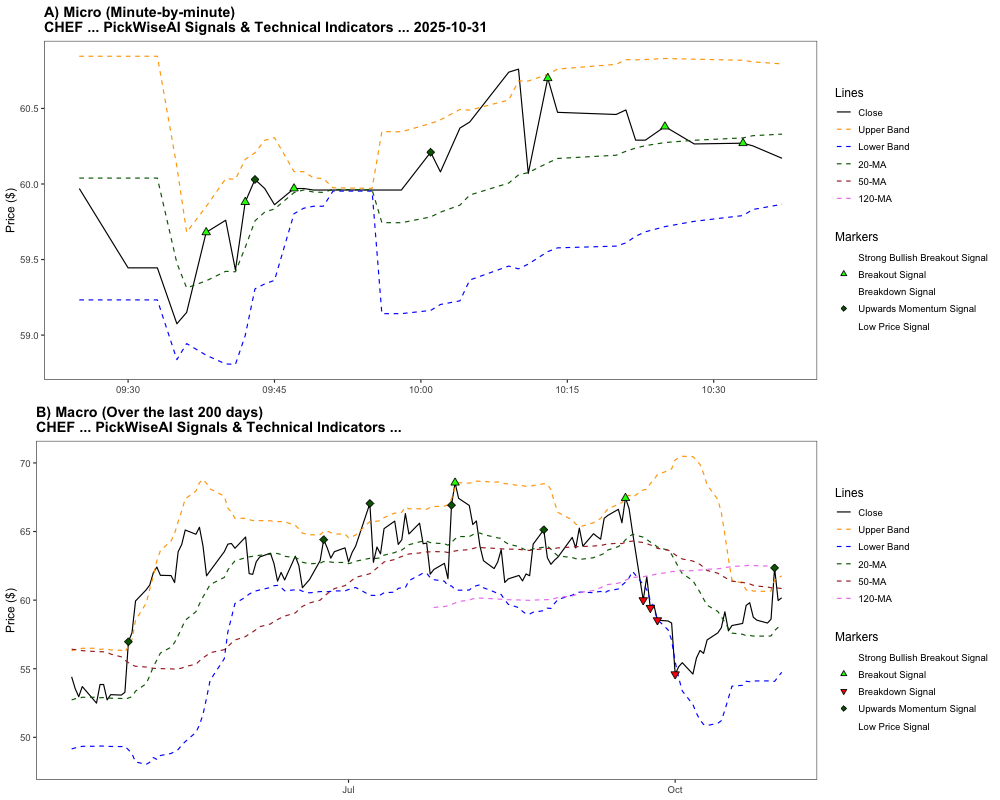 A) Micro (Minute-by-minute)
CHEF ... PickWiseAI Signals & Technical Indicators ... 2025-10-31
Price ($)
60.5
60.0
59.5
59.0
09:30
09:45
10:00
10:15
10:30
Lines
Close
Upper Band
Lower Band
20-MA
50-MA
120-MA
Markers
Strong Bullish Breakout Signal
Breakout Signal
Breakdown Signal
Upwards Momentum Signal
Low Price Signal
B) Macro (Over the last 200 days)
CHEF ... PickWiseAI Signals & Technical Indicators ...
Price ($)
70
65
60
55
50
Jul
Oct
Lines
Close
Upper Band
Lower Band
20-MA
50-MA
120-MA
Markers
Strong Bullish Breakout Signal
Breakout Signal
Breakdown Signal
Upwards Momentum Signal
Low Price Signal